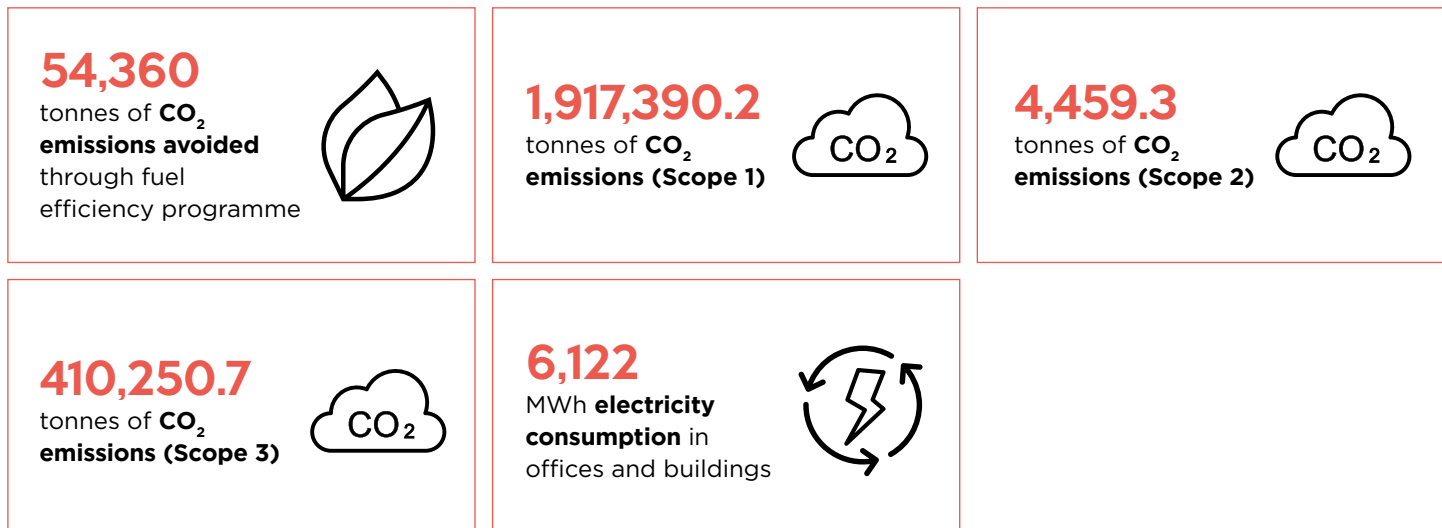 54,360
tonnes of CO₂
emissions avoided
through fuel
efficiency programme
1,917,390.2
tonnes of CO₂
emissions (Scope 1)
CO₂
4,459.3
tonnes of CO₂
emissions (Scope 2)
CO₂
410,250.7
tonnes of CO₂
emissions (Scope 3)
CO₂
6,122
MWh electricity
consumption in
offices and buildings